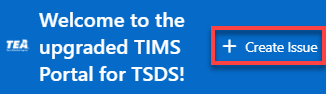 Welcome to the
upgraded TIMS
Portal for TSDS!
TEA
+ Create Issue